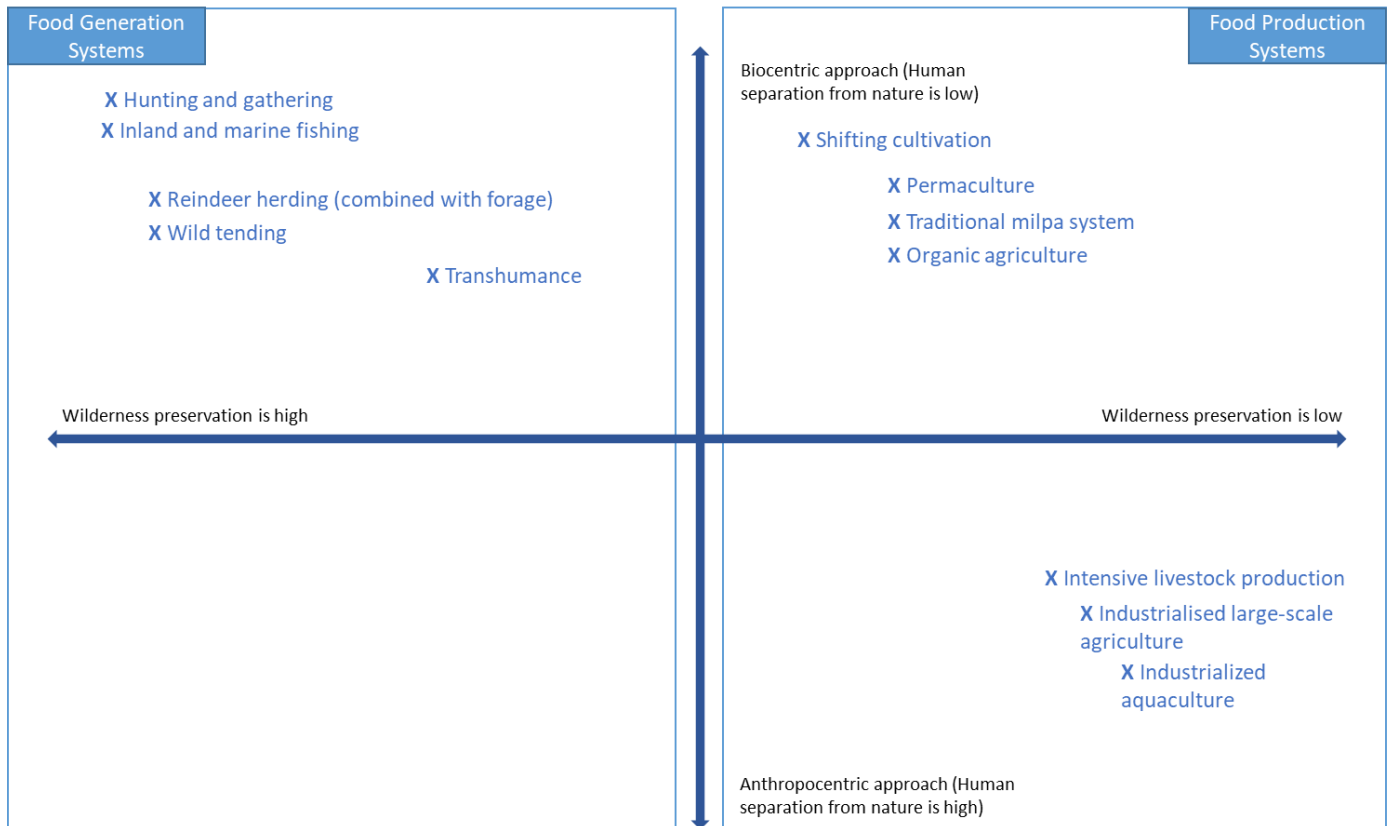 Food Generation
Systems
X Hunting and gathering
X Inland and marine fishing
X Reindeer herding (combined with forage)
X Wild tending
X Transhumance
Wilderness preservation is high
Food Production
Systems
Biocentric approach (Human
separation from nature is low)
X Shifting cultivation
X Permaculture
X Traditional milpa system
X Organic agriculture
Wilderness preservation is low
X Intensive livestock production
X Industrialised large-scale
agriculture
X Industrialized
aquaculture
Anthropocentric approach (Human
separation from nature is high)